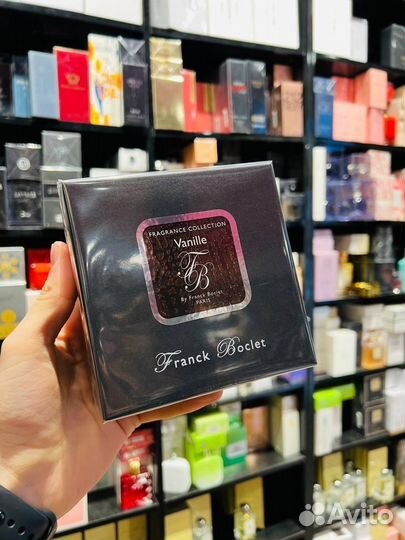 FRAGRANCE COLLECTION
Vanille
FB
By Franck Boclet
PARIS
Franck Boclet
Avito